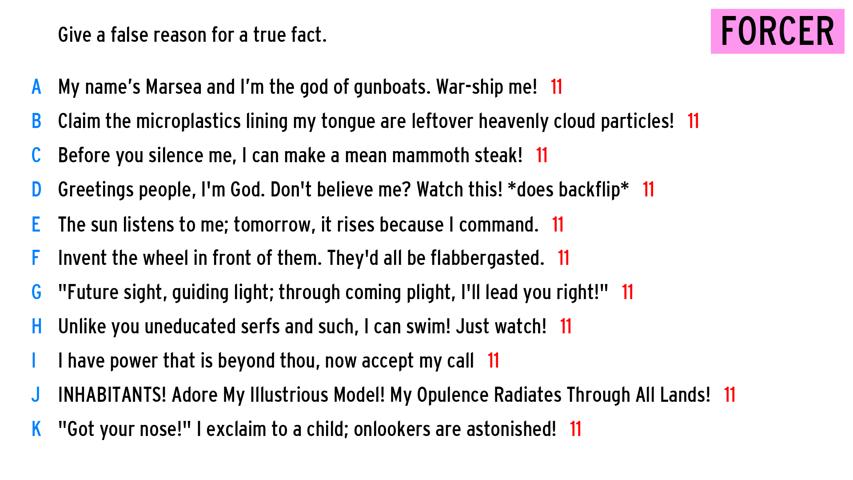 Give a false reason for a true fact.
FORCER
A My name's Marsea and I'm the god of gunboats. War-ship me! 11
B Claim the microplastics lining my tongue are leftover heavenly cloud particles! 11
C Before you silence me, I can make a mean mammoth steak! 11
D Greetings people, I'm God. Don't believe me? Watch this! *does backflip* 11
E The sun listens to me; tomorrow, it rises because I command. 11
F Invent the wheel in front of them. They'd all be flabbergasted. 11
G "Future sight, guiding light; through coming plight, I'll lead you right!" 11
H Unlike you uneducated serfs and such, I can swim! Just watch! 11
I I have power that is beyond thou, now accept my call 11
J INHABITANTS! Adore My Illustrious Model! My Opulence Radiates Through All Lands! 11
K "Got your nose!" I exclaim to a child; onlookers are astonished! 11